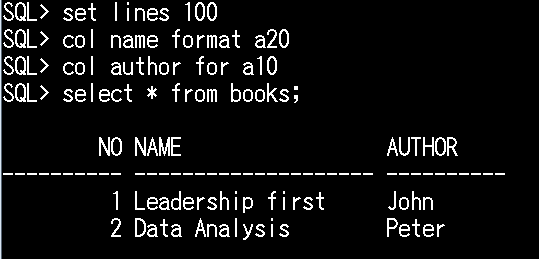 SQL> set lines 100
SQL> col name format a20
SQL> col author for a10
SQL> select * from books;
        NO NAME                 AUTHOR
---------- -------------------- ----------
         1 Leadership first     John
         2 Data Analysis        Peter